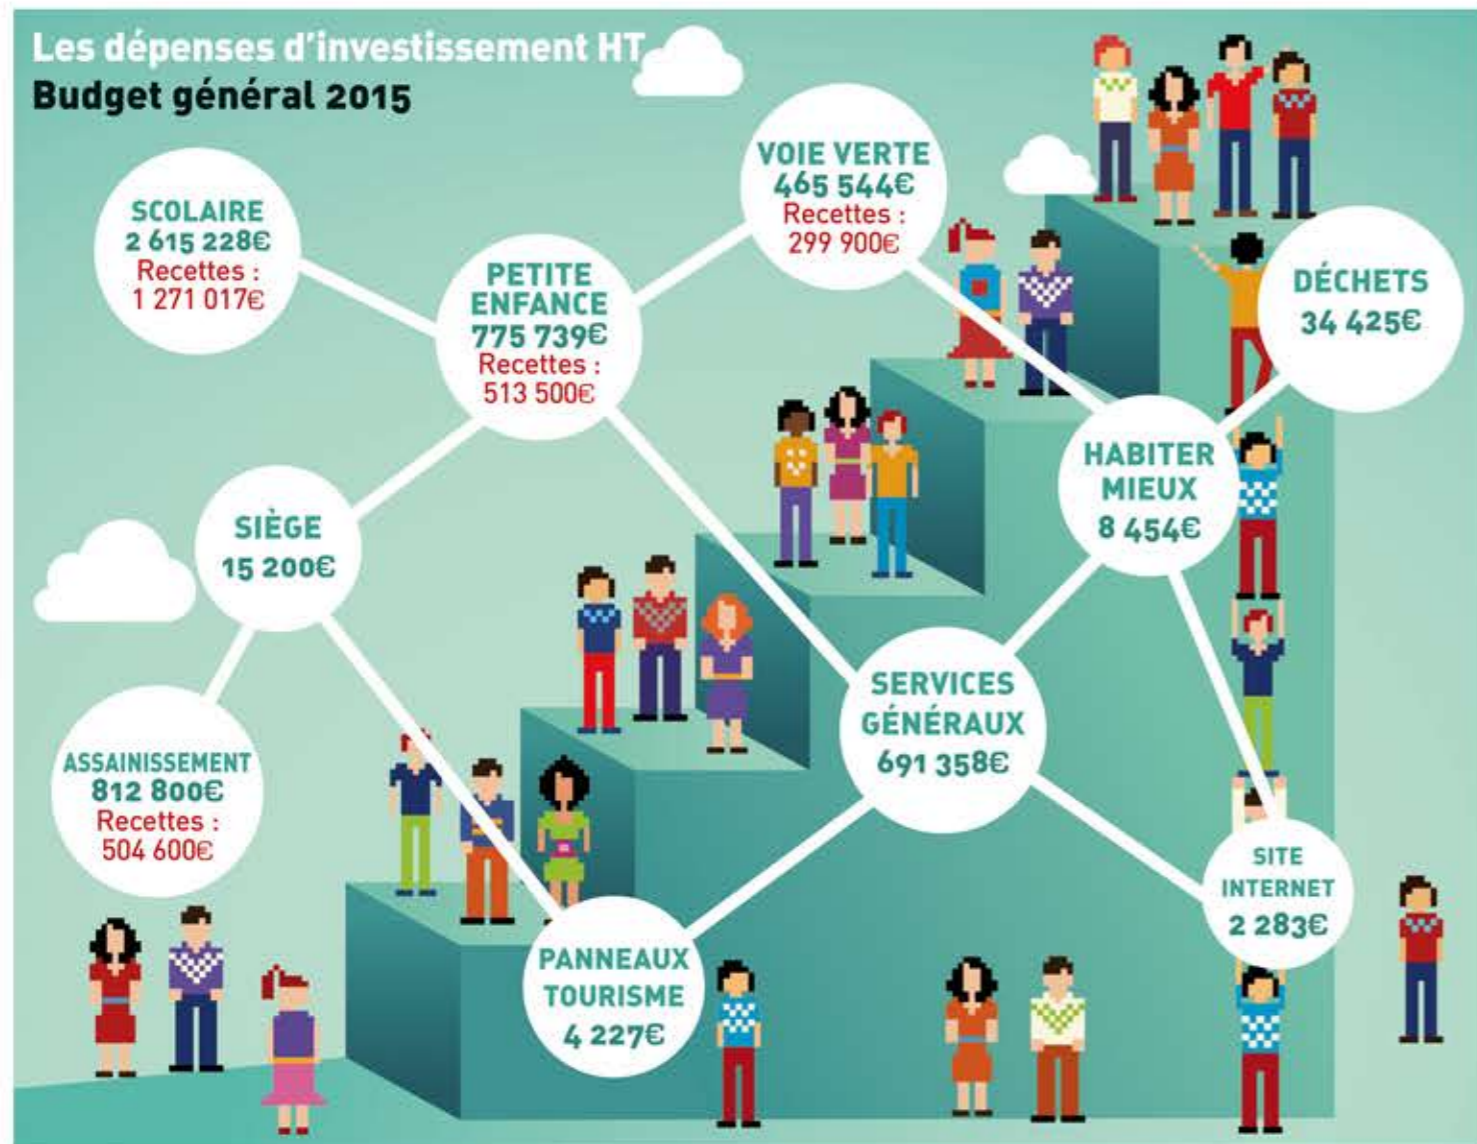 Les dépenses d'investissement HT
Budget général 2015
SCOLAIRE
2 615 228€
Recettes :
1 271 017€
PETITE
ENFANCE
775 739€
Recettes :
513 500€
VOIE VERTE
465 544€
Recettes :
299 900€
DÉCHETS
34 425€
HABITER
MIEUX
8 454€
SIÈGE
15 200€
SERVICES
GÉNÉRAUX
691 358€
ASSAINISSEMENT
812 800€
Recettes :
504 600€
SITE
INTERNET
2 283€
PANNEAUX
TOURISME
4 227€